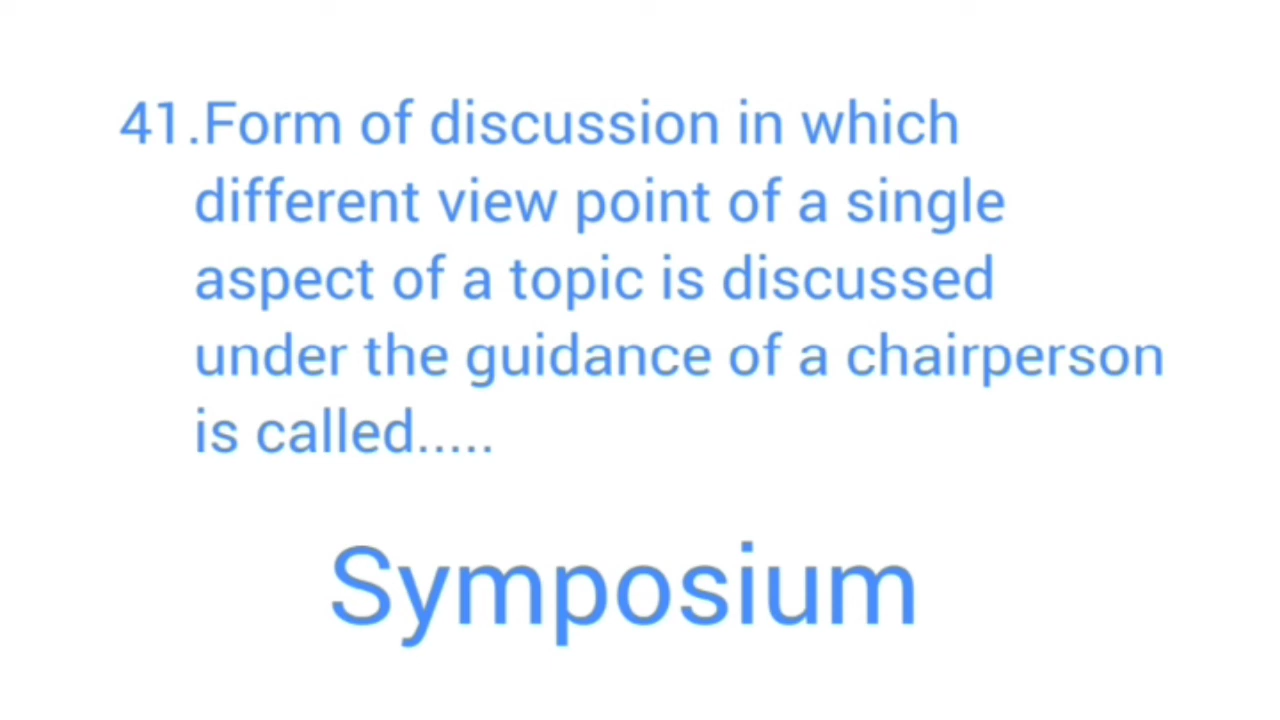 41.Form of discussion in which
different view point of a single
aspect of a topic is discussed
under the guidance of a chairperson
is called.....
Symposium